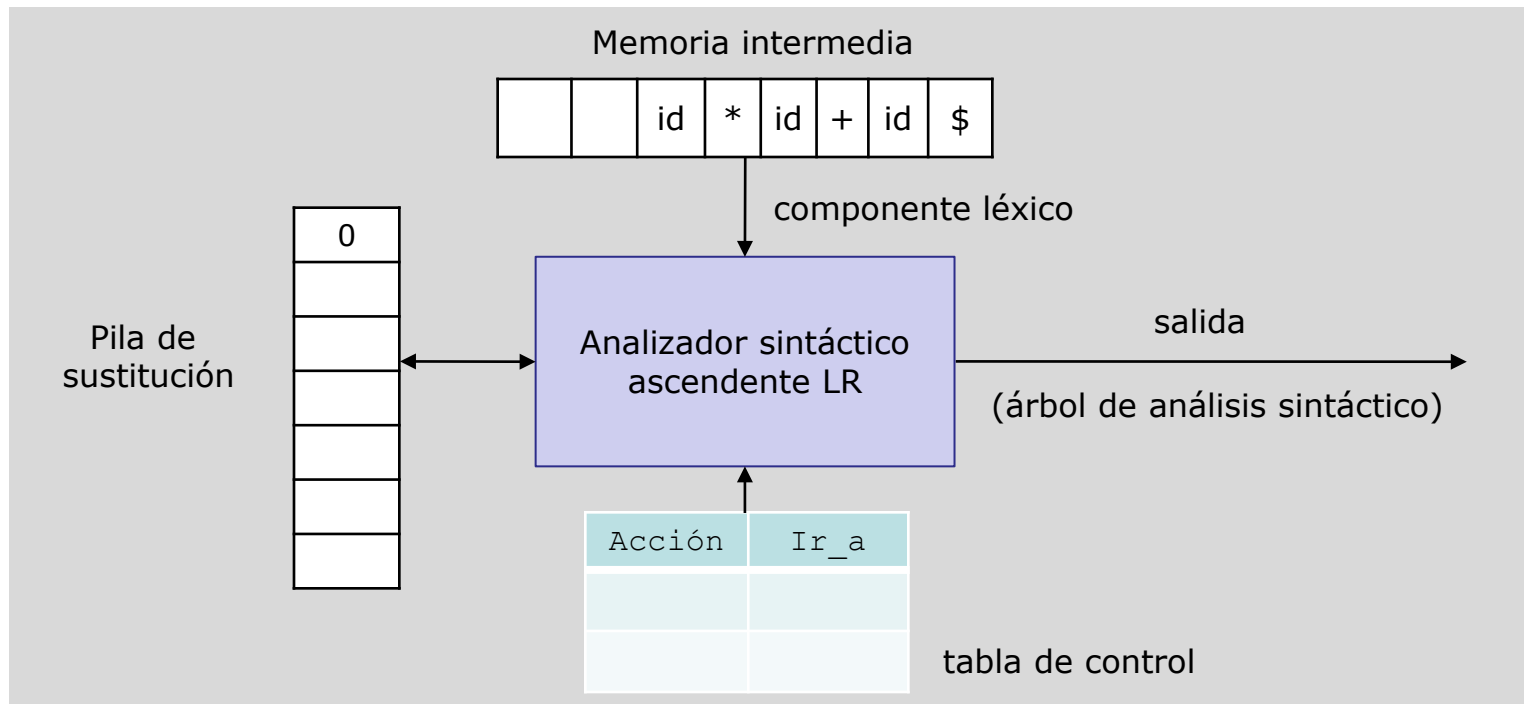 Memoria intermedia
id * id + id $
componente léxico
0
Pila de
sustitución
Analizador sintáctico
ascendente LR
salida
(árbol de análisis sintáctico)
Acción Ir_a
tabla de control